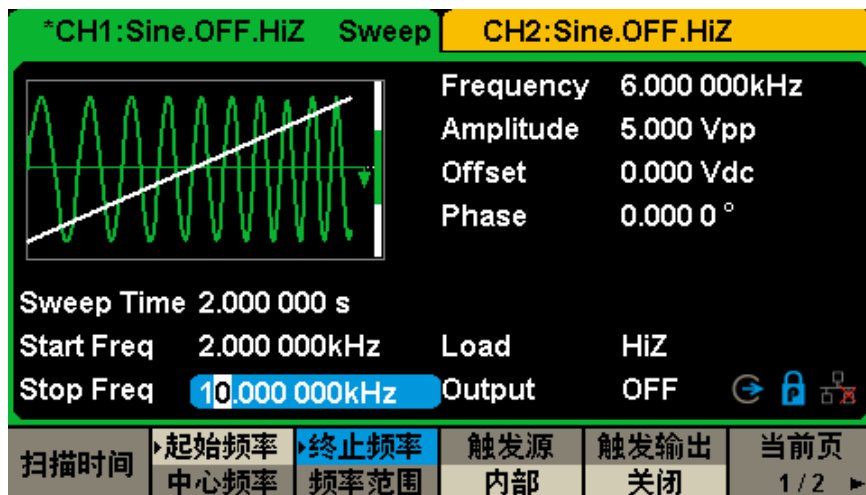 *CH1:Sine.OFF.HiZ Sweep CH2:Sine.OFF.HiZ
Frequency 6.000 000kHz
Amplitude 5.000 Vpp
Offset 0.000 Vdc
Phase 0.000 0°
Sweep Time 2.000 000 s
Start Freq 2.000 000kHz Load HiZ
Stop Freq 10.000 000kHz Output OFF P
扫描时间 起始频率 终止频率 触发源 触发输出 当前页
中心频率 频率范围 内部 关闭 1/2